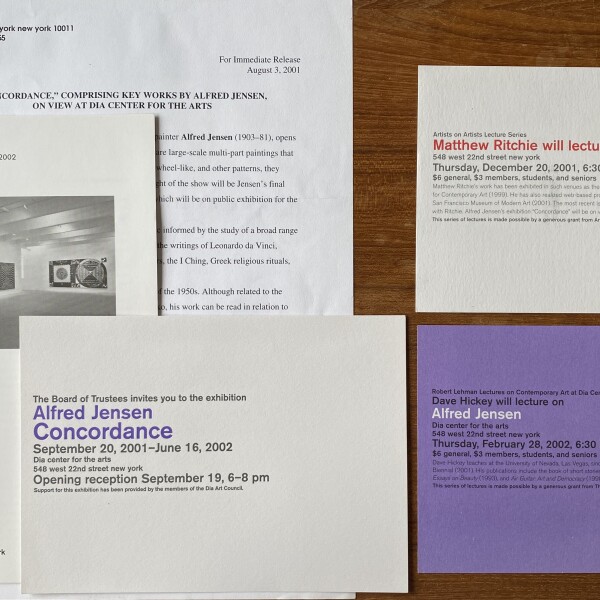 york new york 10011
For Immediate Release
August 3, 2001
CORDANCE," COMPRISING KEY WORKS BY ALFRED JENSEN,
ON VIEW AT DIA CENTER FOR THE ARTS
painter Alfred Jensen (1903–81), opens
are large-scale multi-part paintings that
wheel-like, and other patterns, they
ght of the show will be Jensen's final
which will be on public exhibition for the
e informed by the study of a broad range
the writings of Leonardo da Vinci,
s, the I Ching, Greek religious rituals,
of the 1950s. Although related to the
o, his work can be read in relation to
2002
rk
The Board of Trustees invites you to the exhibition
Alfred Jensen
Concordance
September 20, 2001–June 16, 2002
Dia center for the arts
548 west 22nd street new york
Opening reception September 19, 6–8 pm
Support for this exhibition has been provided by the members of the Dia Art Council.
Artists on Artists Lecture Series
Matthew Ritchie will lectu
548 west 22nd street new york
Thursday, December 20, 2001, 6:30
$6 general, $3 members, students, and seniors
Matthew Ritchie's work has been exhibited in such venues as the
for Contemporary Art (1999). He has also realized web-based pro
San Francisco Museum of Modern Art (2001). The most recent s
with Ritchie. Alfred Jensen's exhibition "Concordance" will be on v
This series of lectures is made possible by a generous grant from Ar
Robert Lehman Lectures on Contemporary Art at Dia Cen
Dave Hickey will lecture on
Alfred Jensen
Dia center for the arts
548 west 22nd street new york
Thursday, February 28, 2002, 6:30
$6 general, $3 members, students, and seniors
Dave Hickey teaches at the University of Nevada, Las Vegas, and
Biennial (2001). His publications include the book of short stories
Essays on Beauty (1993), and Air Guitar: Art and Democracy (1998
This series of lectures is made possible by a generous grant from Th